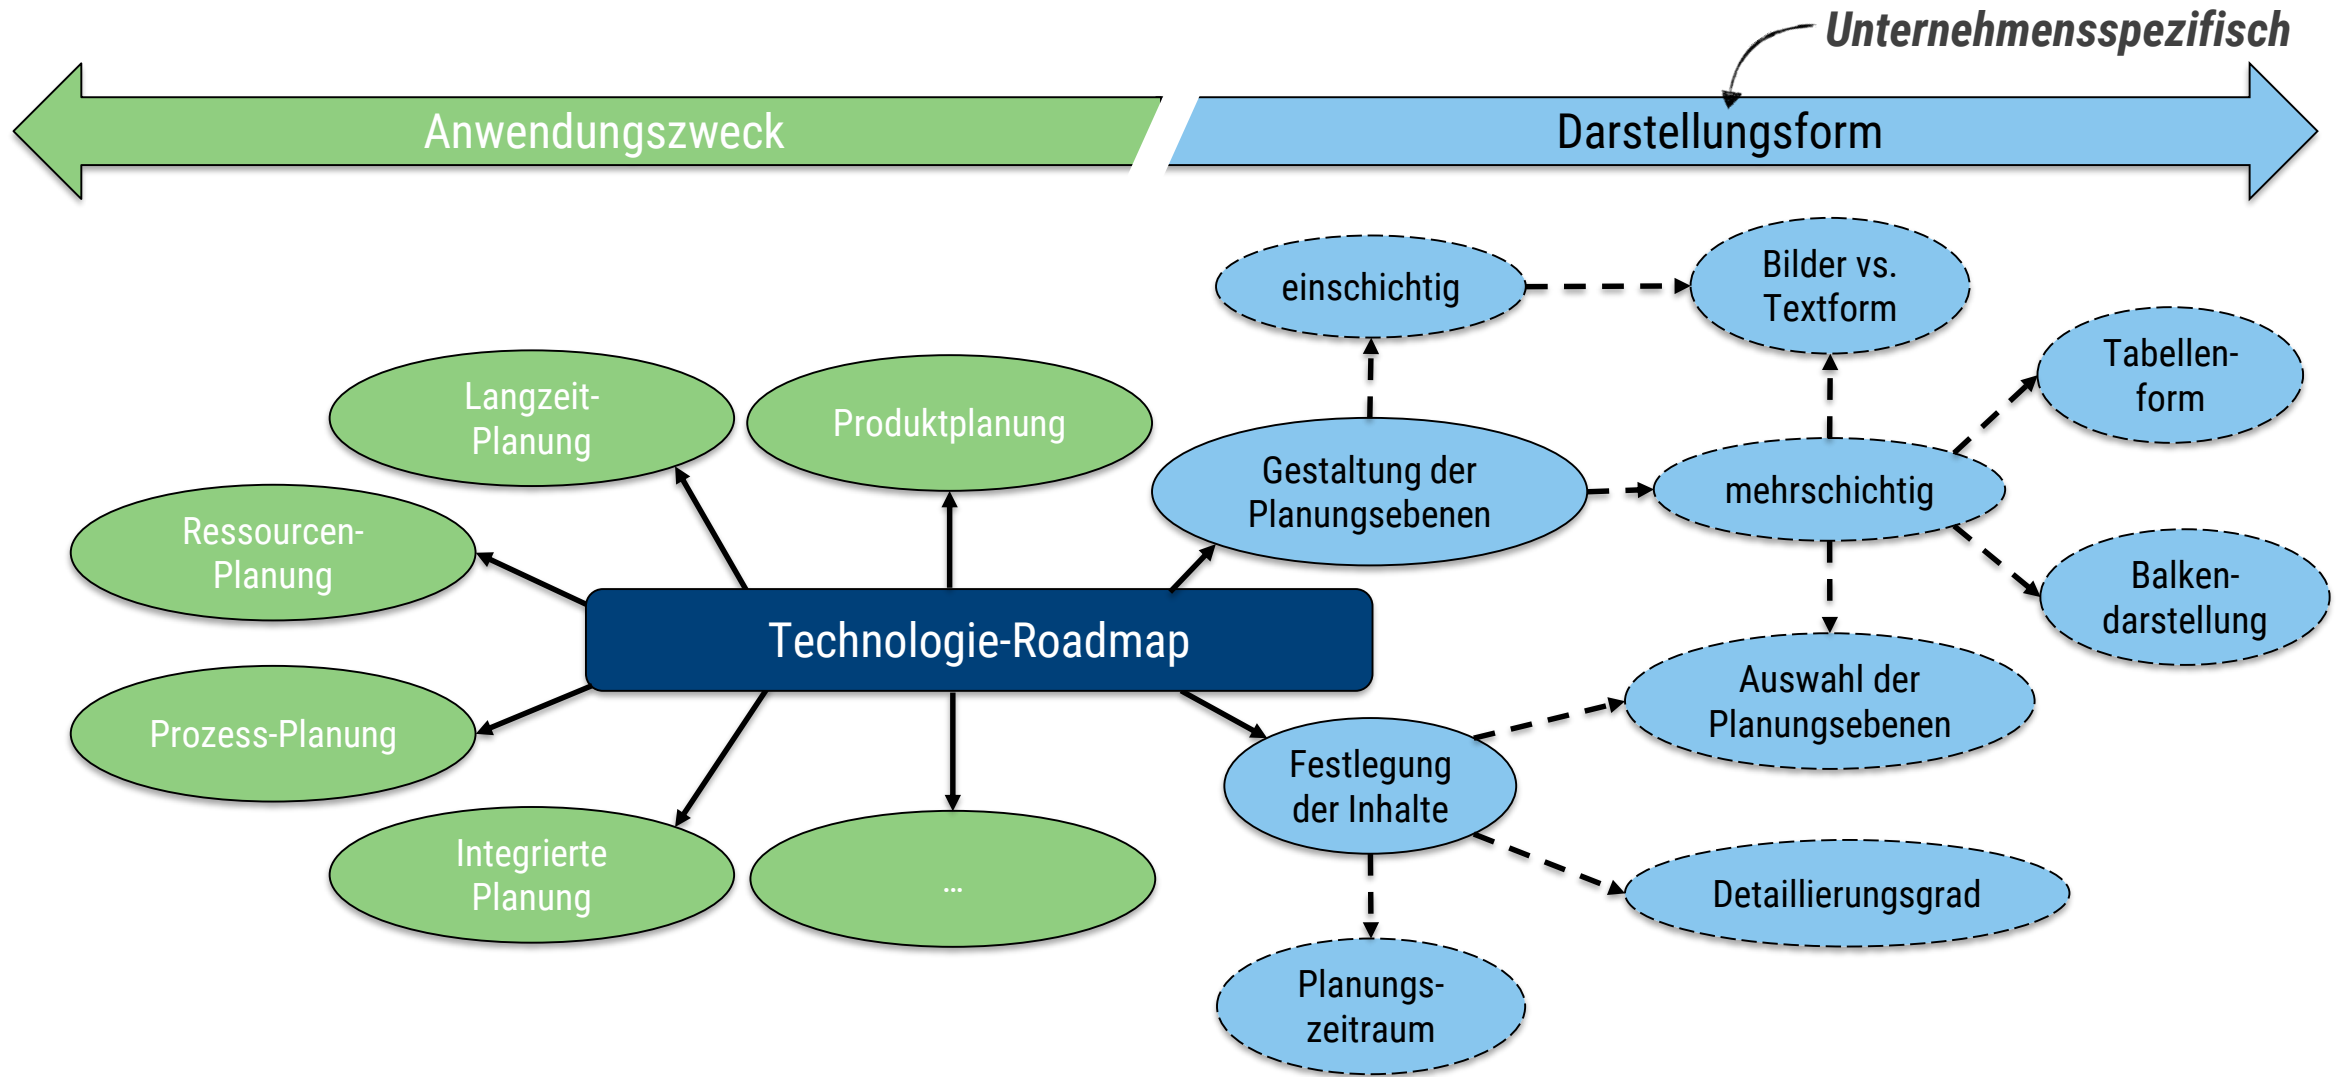 Unternehmensspezifisch
Anwendungszweck
Darstellungsform
Langzeit-
Planung
Produktplanung
Ressourcen-
Planung
Prozess-Planung
Integrierte
Planung
...
Technologie-Roadmap
einschichtig
Bilder vs.
Textform
Tabellen-
form
Gestaltung der
Planungsebenen
mehrschichtig
Balken-
darstellung
Auswahl der
Planungsebenen
Festlegung
der Inhalte
Detaillierungsgrad
Planungs-
zeitraum